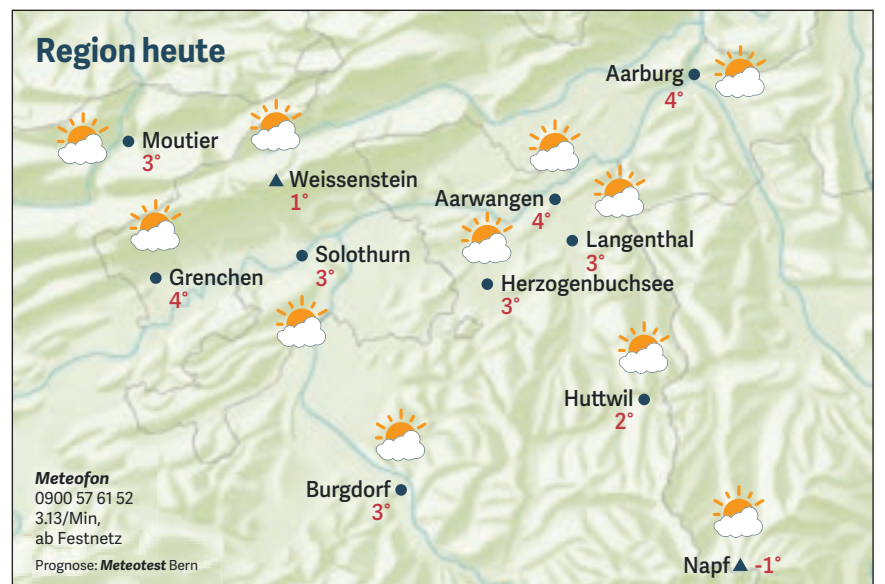 Region heute
Aarburg
4°
Moutier
3°
Weissenstein
1°
Aarwangen
4°
Langenthal
3°
Solothurn
3°
Grenchen
4°
Herzogenbuchsee
3°
Huttwil
2°
Burgdorf
3°
Napf -1°
Meteofon
0900 57 61 52
3.13/Min,
ab Festnetz
Prognose: Meteotest Bern